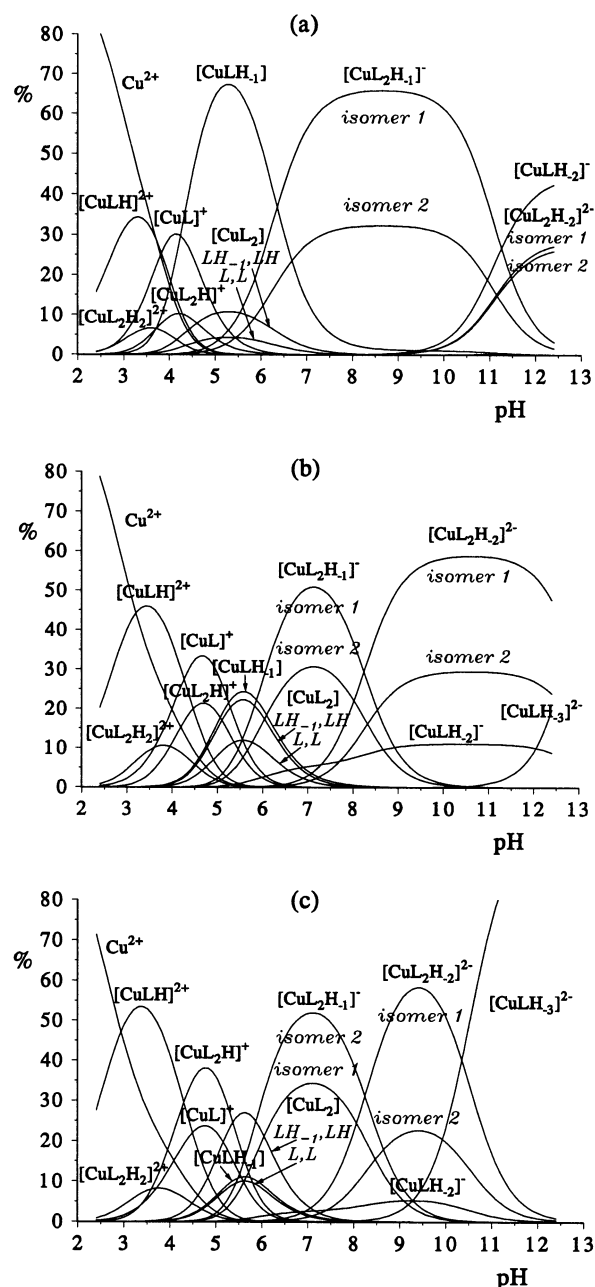 (a)
80
70
60
50
40
30
20
10
0
%
Cu²⁺
[CuLH₋₁]
[CuL₂H₋₁]⁻
isomer 1
[CuLH]²⁺
[CuL]⁺
[CuL₂]
LH₋₁,LH
L,L
isomer 2
[CuLH₋₂]⁻
[CuL₂H₋₂]²⁻
isomer 1
isomer 2
[CuL₂H]⁺
[CuL₂H₂]²⁺
2 3 4 5 6 7 8 9 10 11 12 13
pH
(b)
80
70
60
50
40
30
20
10
0
%
Cu²⁺
[CuL₂H₋₂]²⁻
isomer 1
[CuL₂H₋₁]⁻
isomer 1
[CuLH]²⁺
[CuL]⁺
isomer 2
[CuLH₋₁]
isomer 2
[CuL₂H]⁺
[CuL₂]
LH₋₁,LH
L,L
[CuLH₋₃]²⁻
[CuL₂H₂]²⁺
[CuLH₋₂]⁻
2 3 4 5 6 7 8 9 10 11 12 13
pH
(c)
80
70
60
50
40
30
20
10
0
%
Cu²⁺
[CuLH]²⁺
[CuL₂H₋₁]⁻
isomer 2
[CuL₂H₋₂]²⁻
isomer 1
[CuLH₋₃]²⁻
[CuL₂H]⁺
isomer 1
[CuL₂]
LH₋₁,LH
L,L
[CuL]⁺
isomer 2
[CuLH₋₁]
[CuL₂H₂]²⁺
[CuLH₋₂]⁻
2 3 4 5 6 7 8 9 10 11 12 13
pH